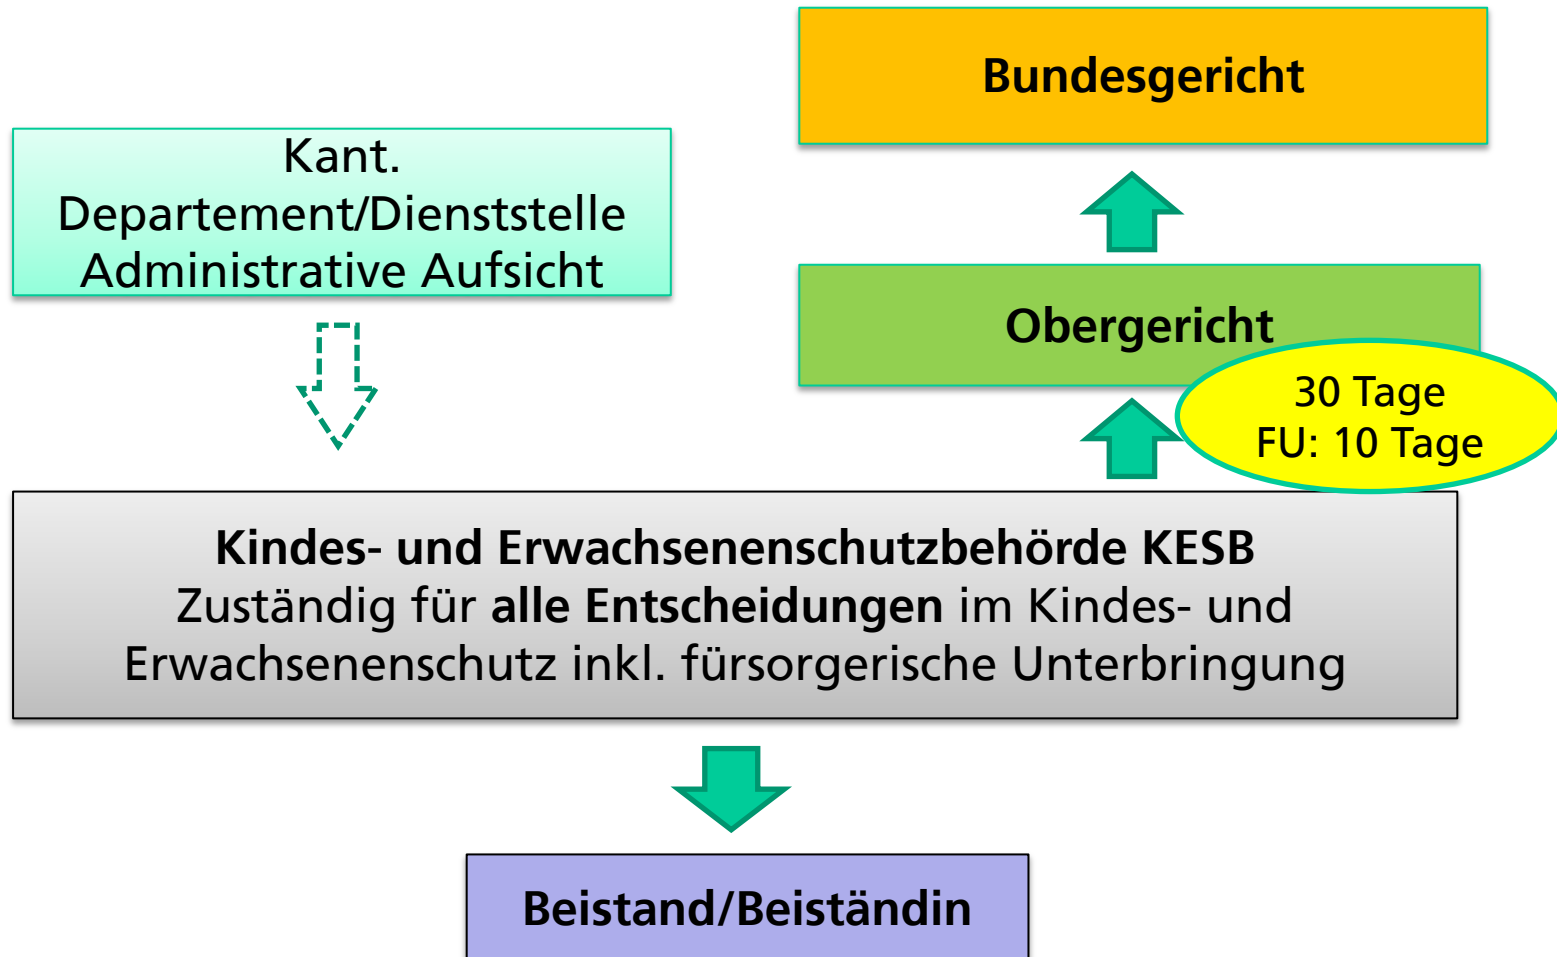 Bundesgericht
Kant.
Departement/Dienststelle
Administrative Aufsicht
Obergericht
30 Tage
FU: 10 Tage
Kindes- und Erwachsenenschutzbehörde KESB
Zuständig für alle Entscheidungen im Kindes- und
Erwachsenenschutz inkl. fürsorgerische Unterbringung
Beistand/Beiständin